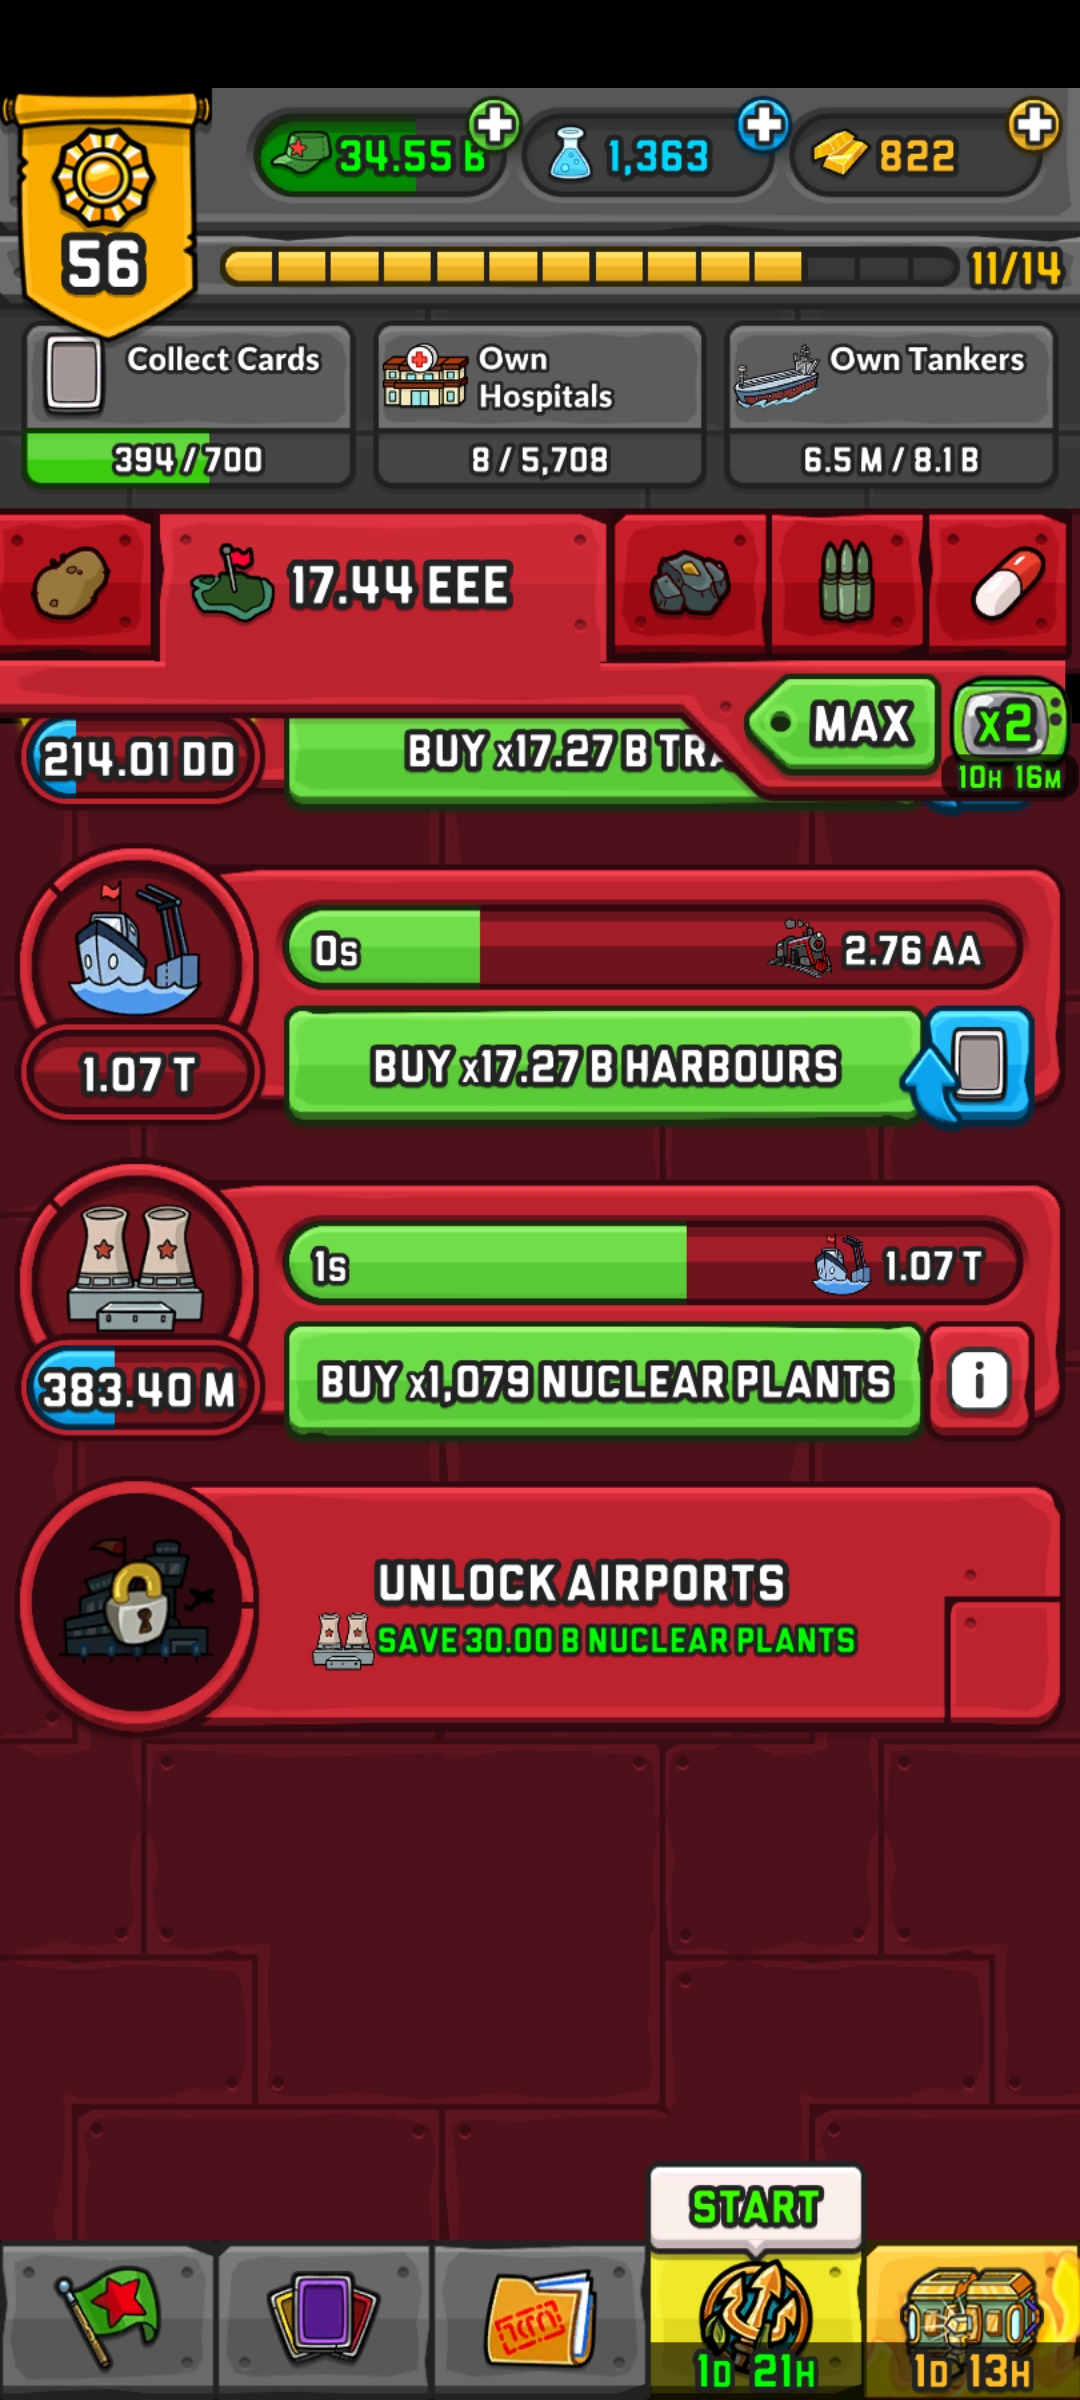 34.55 B
1,363
822
56
11/14
Collect Cards
394/700
Own
Hospitals
8/5,708
Own Tankers
6.5 M/8.1 B
17.44 EEE
MAX
x2
10H 16M
214.01 DD
BUY x17.27 B
0s
2.76 AA
1.07 T
BUY x17.27 B HARBOURS
1s
1.07 T
383.40 M
BUY x1,079 NUCLEAR PLANTS
i
UNLOCK AIRPORTS
SAVE 30.00 B NUCLEAR PLANTS
START
1D 21H
1D 13H